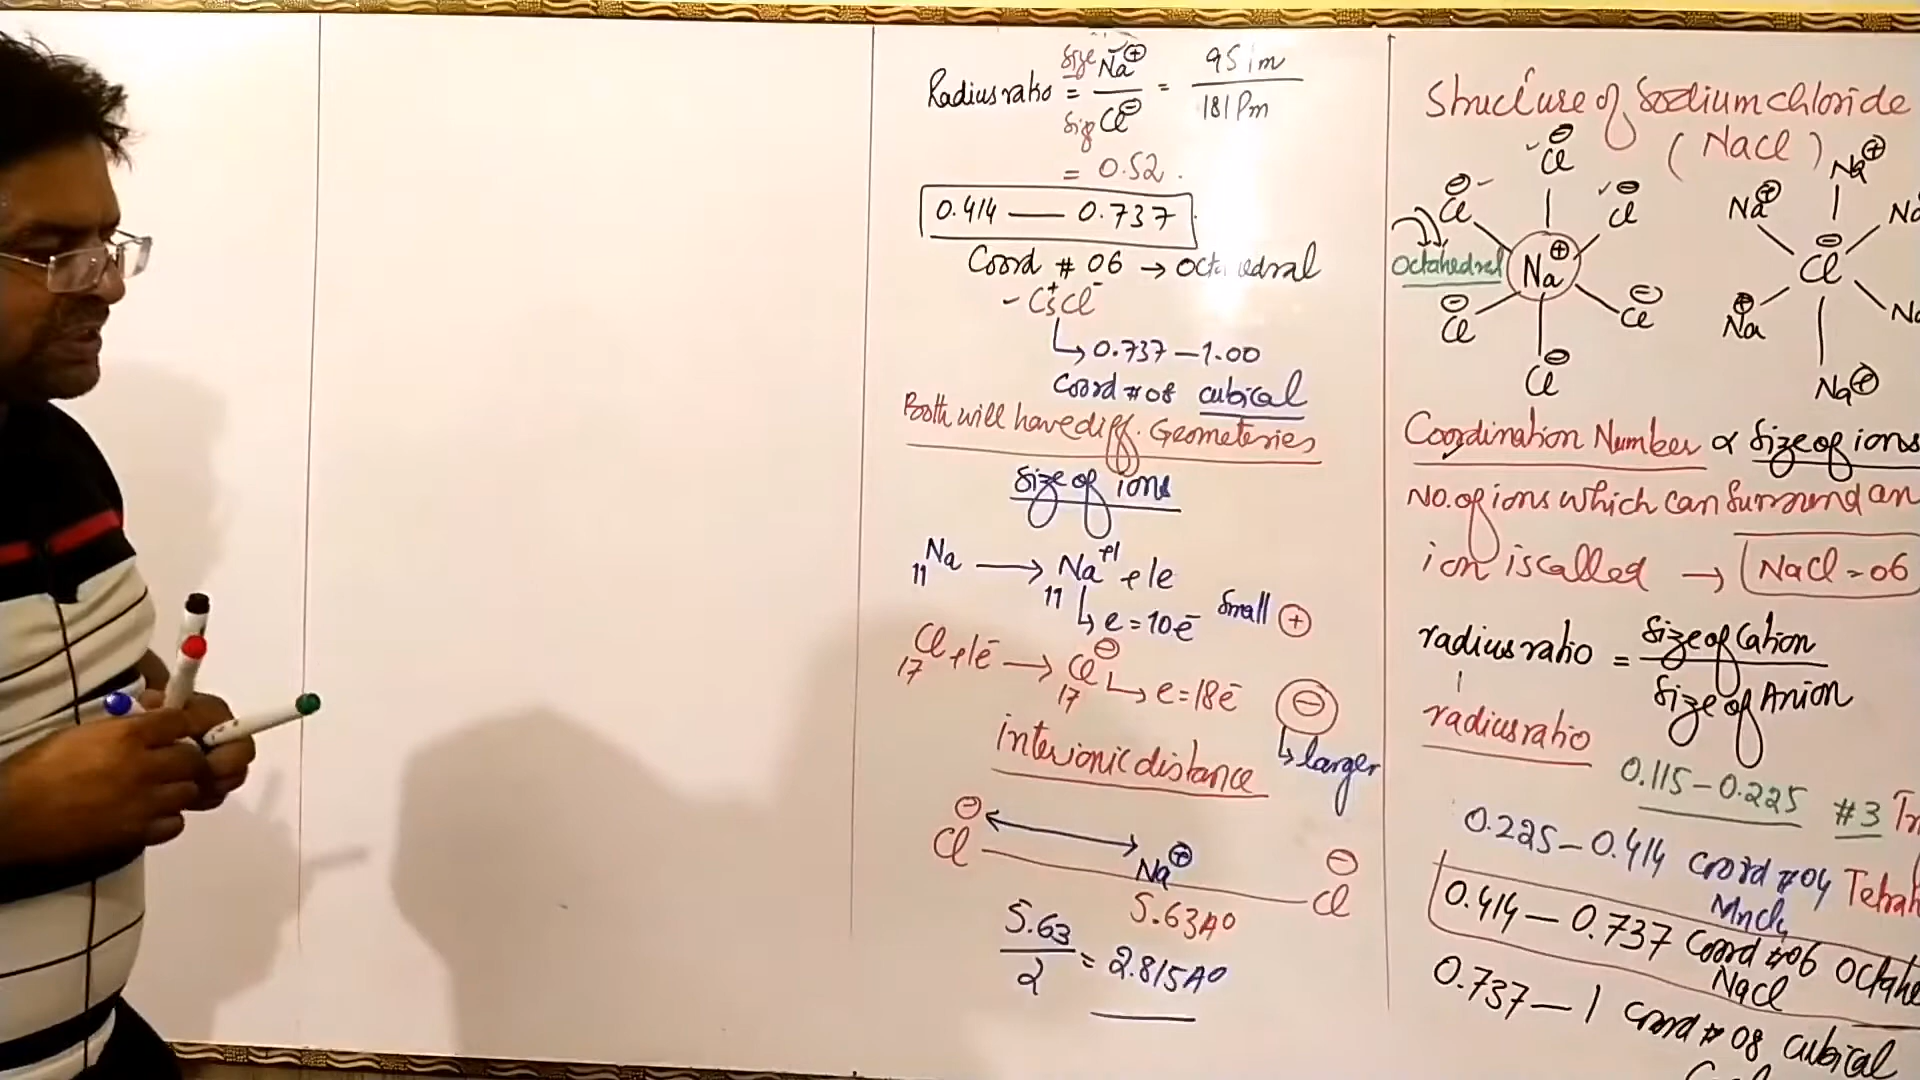 Radius ratio = Size Na⊕ / Size Cl⊖ = 95 / 181 Pm
= 0.52.
0.414 — 0.737
Coord # 06 → Octahedral
- Cs+Cl-
↳ 0.737 – 1.00
Coord # 08 cubical
Both will have diff. Geometeries
Size of ions
11Na → 11Na+1 + 1e
↳ e = 10e- Small ⊕
17Cl + 1e- → 17Cl⊖ ↳ e = 18e- ⊖
↳ larger
interionic distance
Cl⊖ ↔ Na⊕ Cl⊖
5.63A°
5.63 / 2 = 2.815A°
Structure of Sodium chloride
(NaCl)
Cl⊖
Cl⊖ Cl⊖
Octahedral Na⊕
Cl⊖ Cl⊖
Cl⊖
Na⊕
Na⊕ Na
Cl⊖
Na⊕ Na
Na⊕
Coordination Number ∝ Size of ions
No. of ions which can Surround an
ion is called → NaCl = 06
radius ratio = Size of Cation / Size of Anion
radius ratio
0.115 – 0.225 #3
0.225 – 0.414 Coord #04 Tetrah
0.414 – 0.737 Coord #06 Octahe
NaCl
0.737 – 1 Coord # 08 cubical